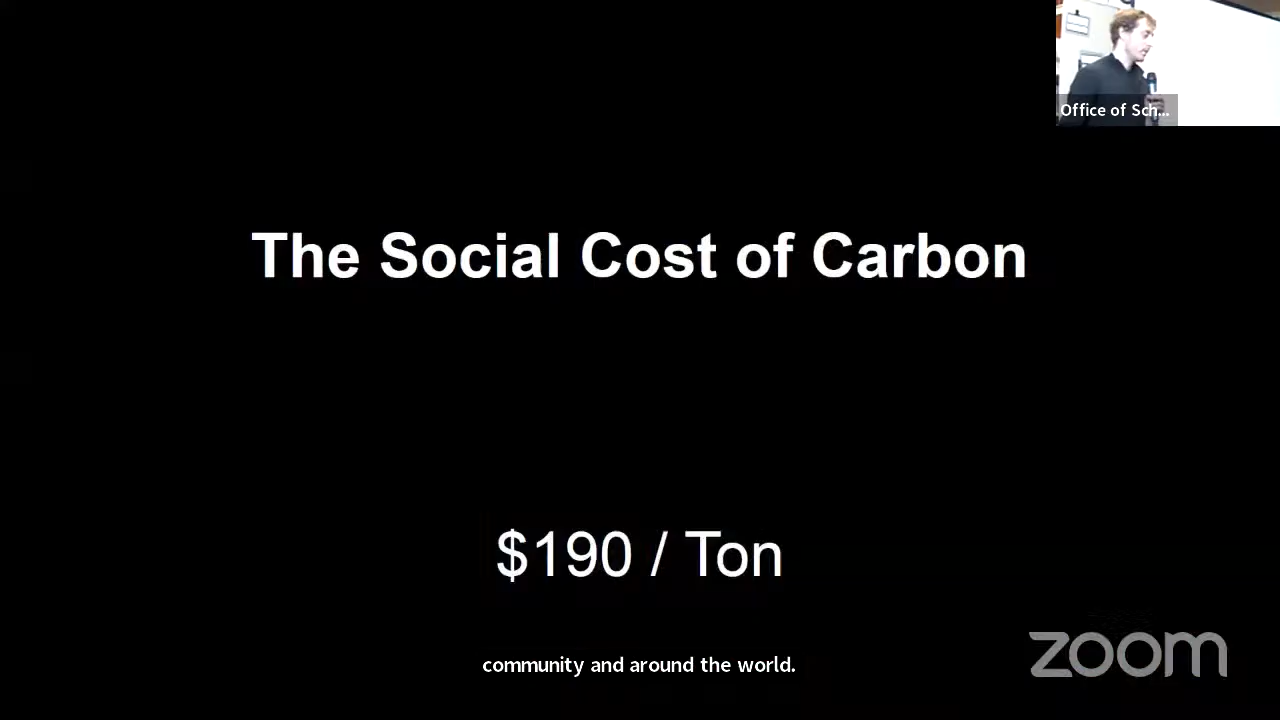 Office of Sch...
The Social Cost of Carbon
$190 / Ton
community and around the world.
zoom